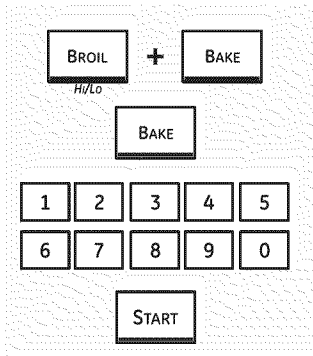 BROIL + BAKE
Hi/Lo
BAKE
1 2 3 4 5
6 7 8 9 0
START